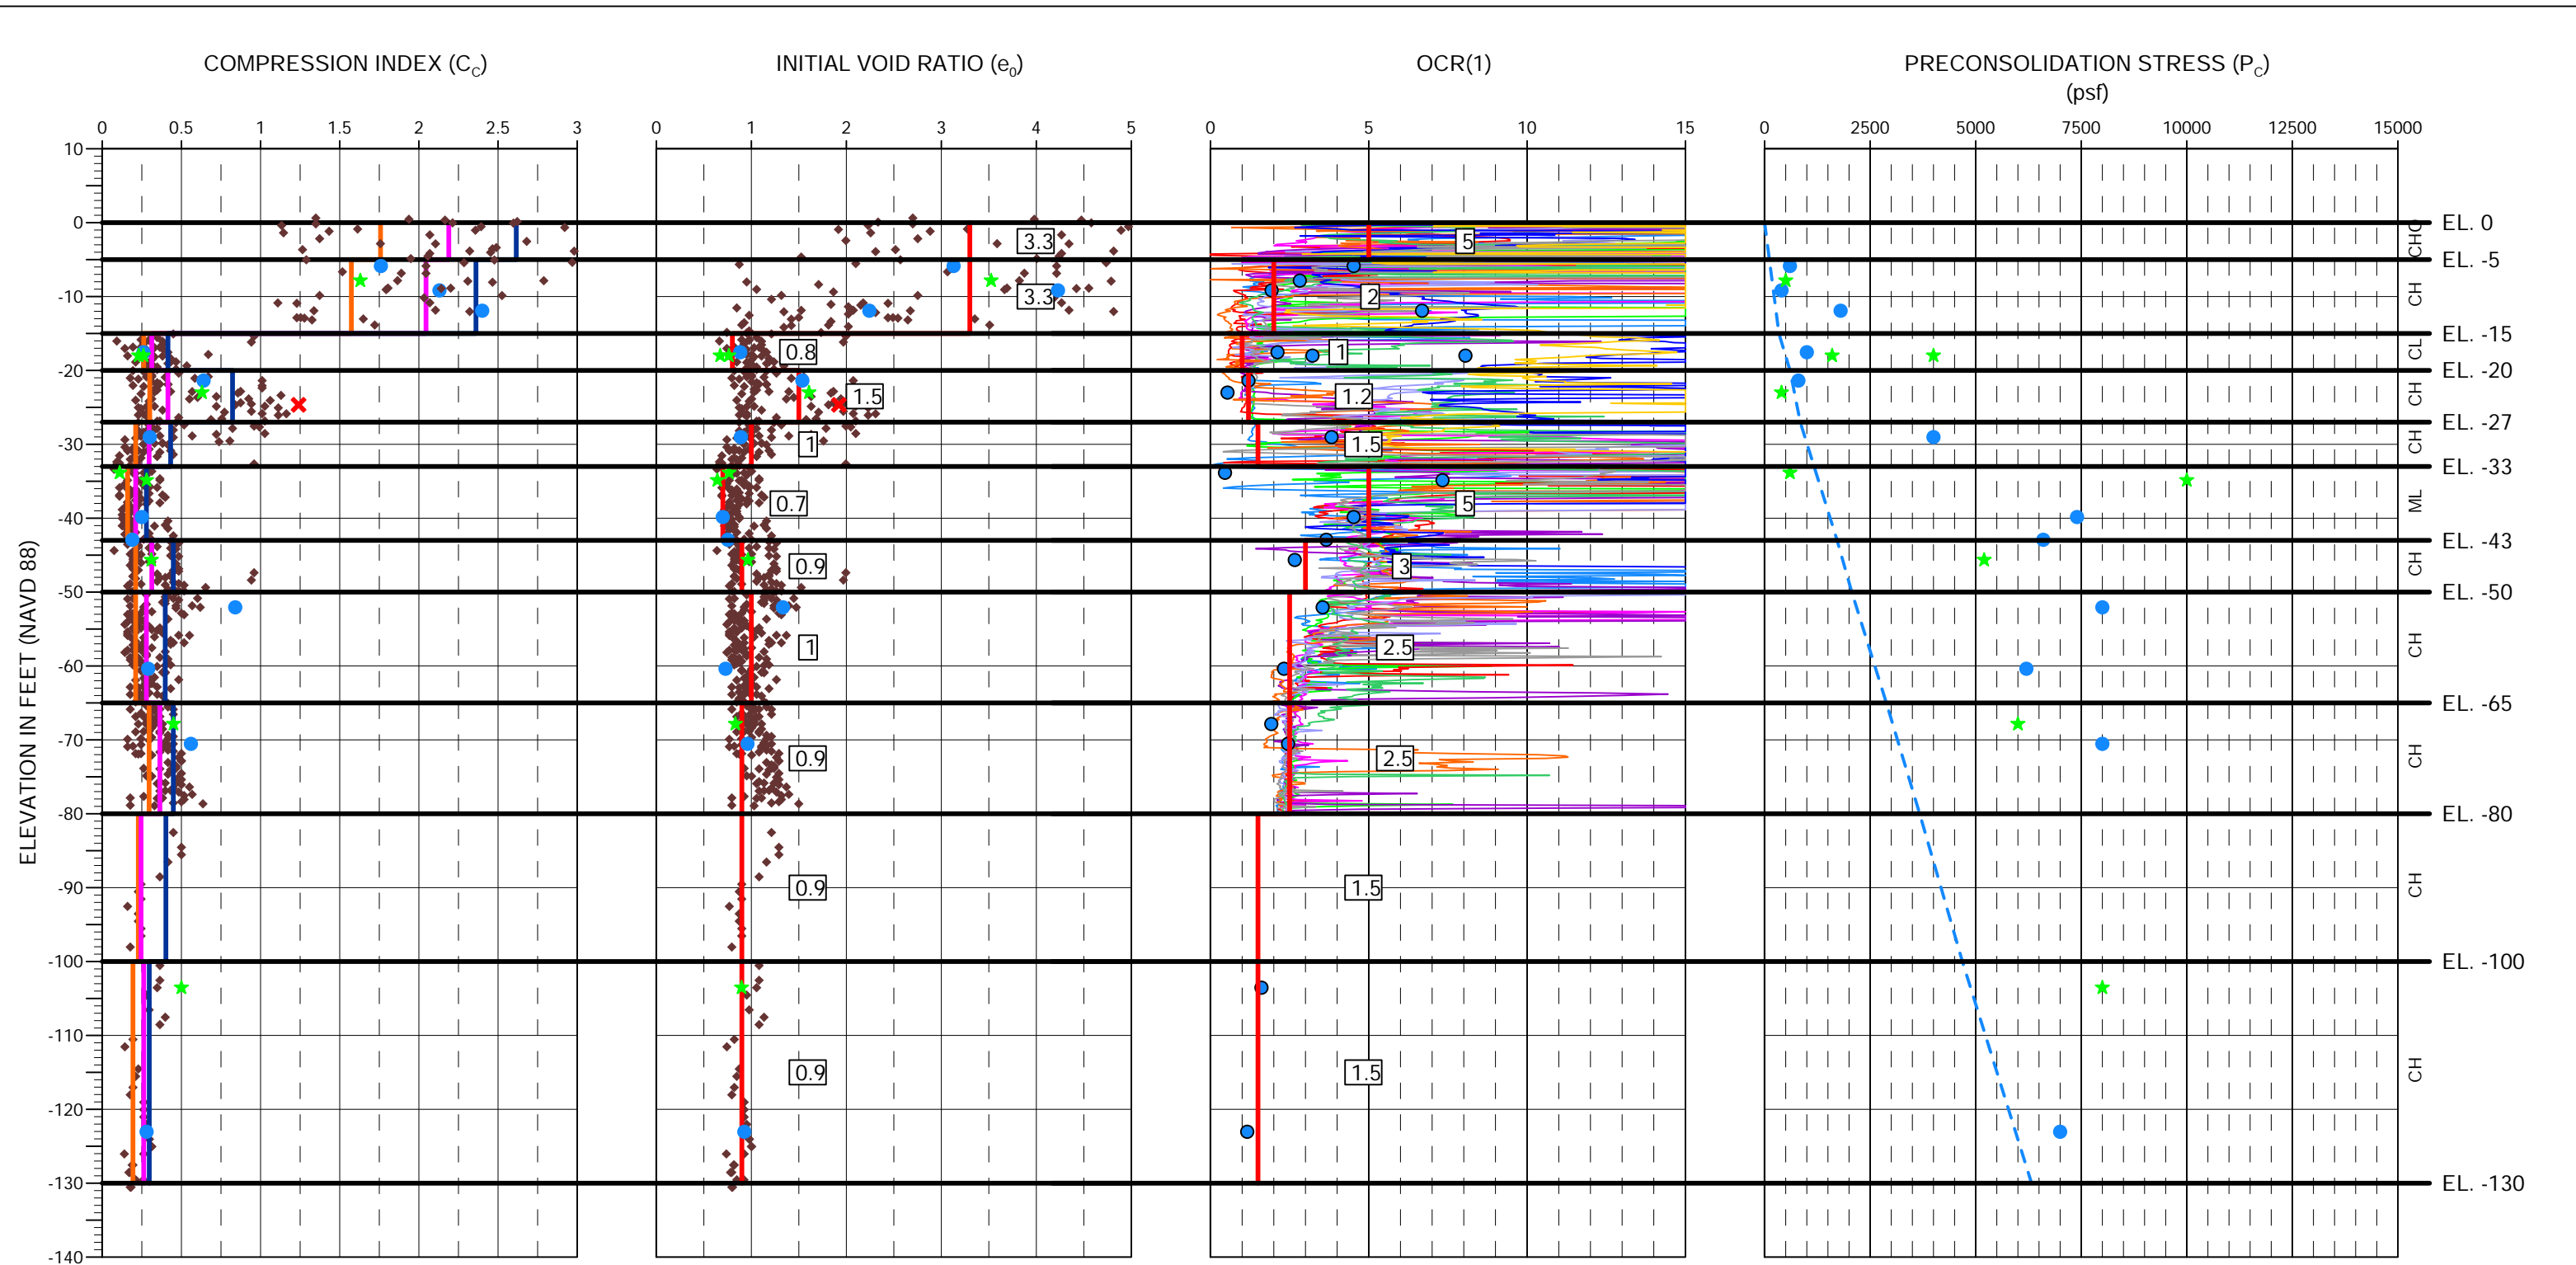 COMPRESSION INDEX (CC) INITIAL VOID RATIO (e0) OCR(1) PRECONSOLIDATION STRESS (PC)
(psf)
0 0.5 1 1.5 2 2.5 3 0 1 2 3 4 5 0 5 10 15 0 2500 5000 7500 10000 12500 15000
10
0 EL. 0
3.3 5 CHO
EL. -5
-10 3.3 2 CH
EL. -15
0.8 1 CL
-20 EL. -20
1.5 1.2 CH
EL. -27
-30 1 1.5 CH
EL. -33
0.7 5 ML
-40
EL. -43
0.9 3 CH
-50 EL. -50
1 2.5 CH
-60
EL. -65
-70 0.9 2.5 CH
-80 EL. -80
-90 0.9 1.5 CH
-100 EL. -100
-110
0.9 1.5 CH
-120
-130 EL. -130
-140
ELEVATION IN FEET (NAVD 88)